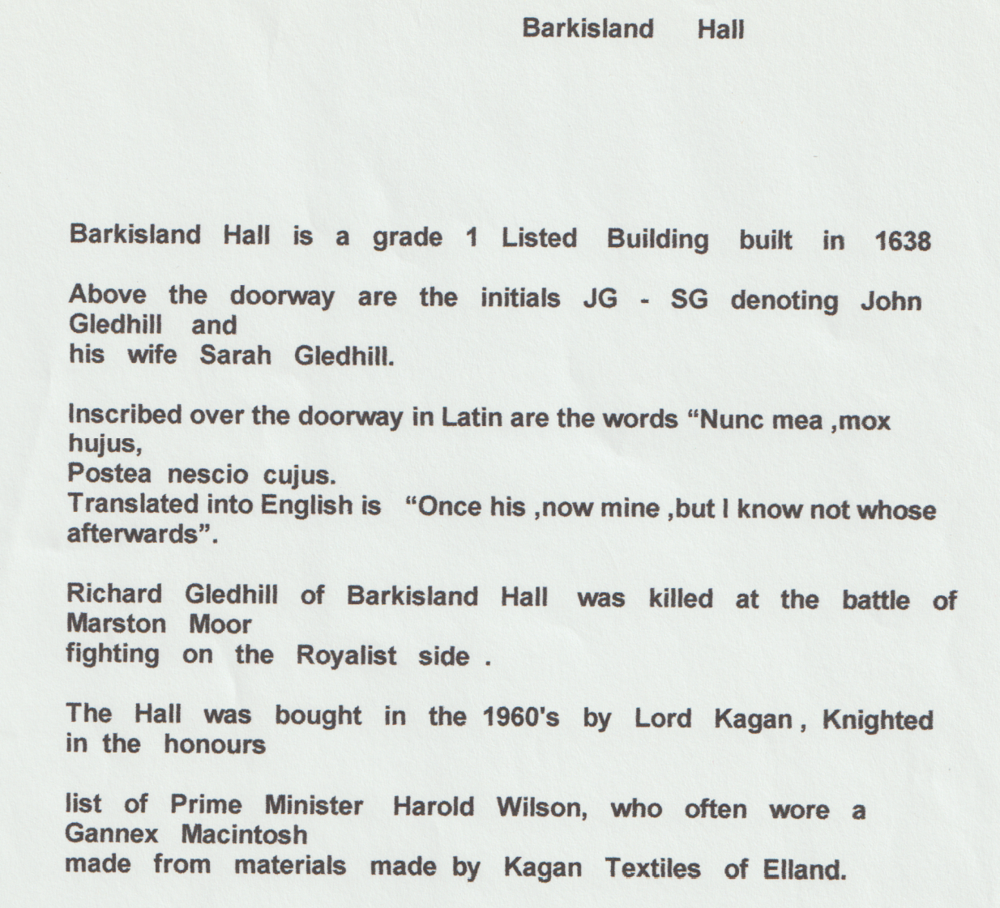 Barkisland Hall
Barkisland Hall is a grade 1 Listed Building built in 1638
Above the doorway are the initials JG - SG denoting John
Gledhill and
his wife Sarah Gledhill.
Inscribed over the doorway in Latin are the words “Nunc mea ,mox
hujus,
Postea nescio cujus.
Translated into English is “Once his ,now mine ,but I know not whose
afterwards”.
Richard Gledhill of Barkisland Hall was killed at the battle of
Marston Moor
fighting on the Royalist side .
The Hall was bought in the 1960's by Lord Kagan , Knighted
in the honours
list of Prime Minister Harold Wilson, who often wore a
Gannex Macintosh
made from materials made by Kagan Textiles of Elland.